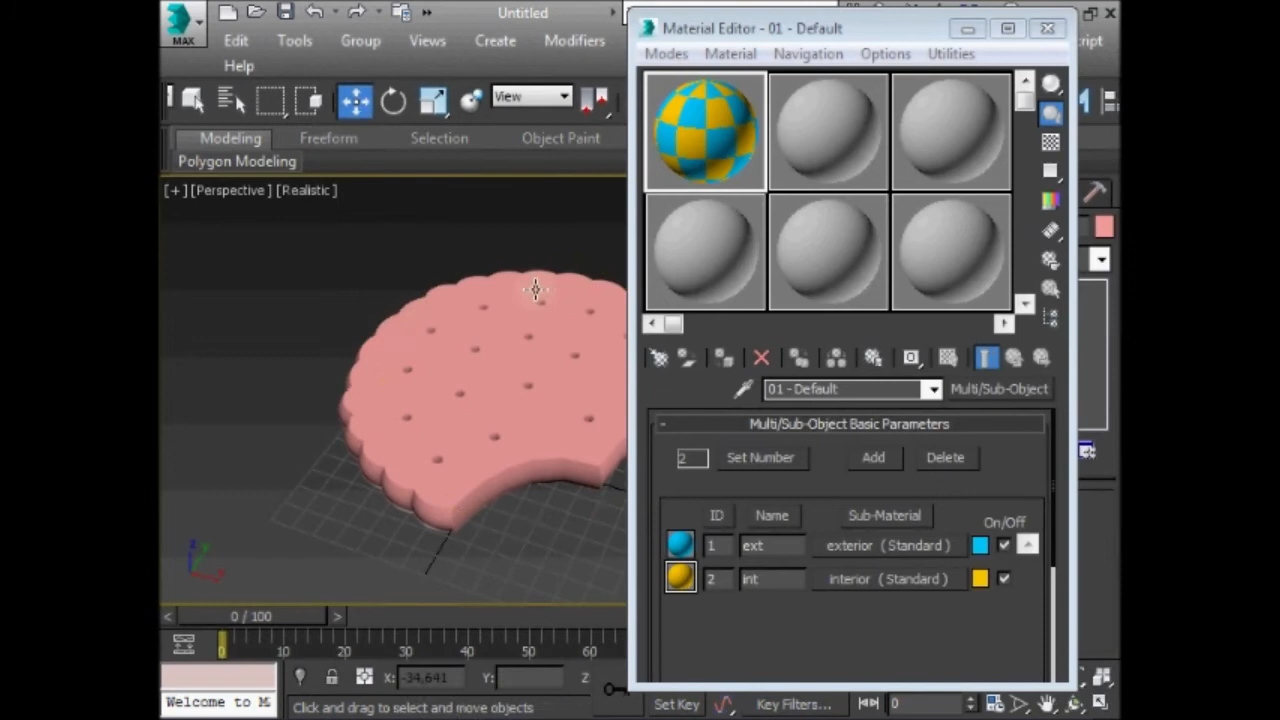 Untitled
MAX
Edit Tools Group Views Create Modifiers
Help
View
Modeling Freeform Selection Object Paint
Polygon Modeling
[+] [Perspective] [Realistic]
Material Editor - 01 - Default
Modes Material Navigation Options Utilities
ript
01 - Default Multi/Sub-Object
- Multi/Sub-Object Basic Parameters
2 Set Number Add Delete
ID Name Sub-Material On/Off
1 ext exterior ( Standard )
2 int interior ( Standard )
z y x
< 0 / 100 >
0 10 20 30 40 50 60
X: -34,641 Y: Z
Welcome to M
Click and drag to select and move objects
Set Key Key Filters... 0